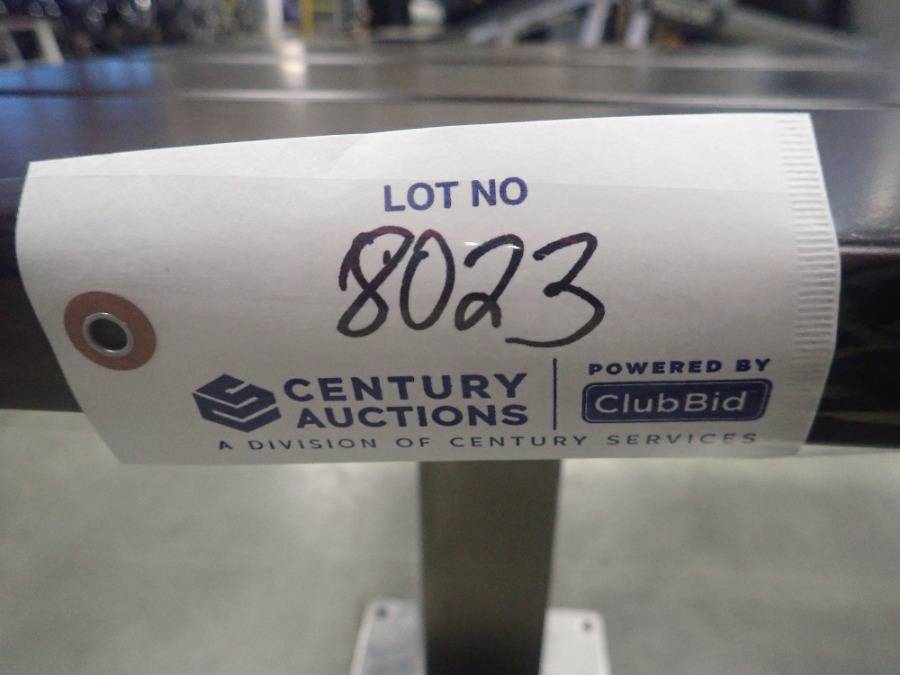 LOT NO
8023
CENTURY AUCTIONS
POWERED BY
ClubBid
A DIVISION OF CENTURY SERVICES